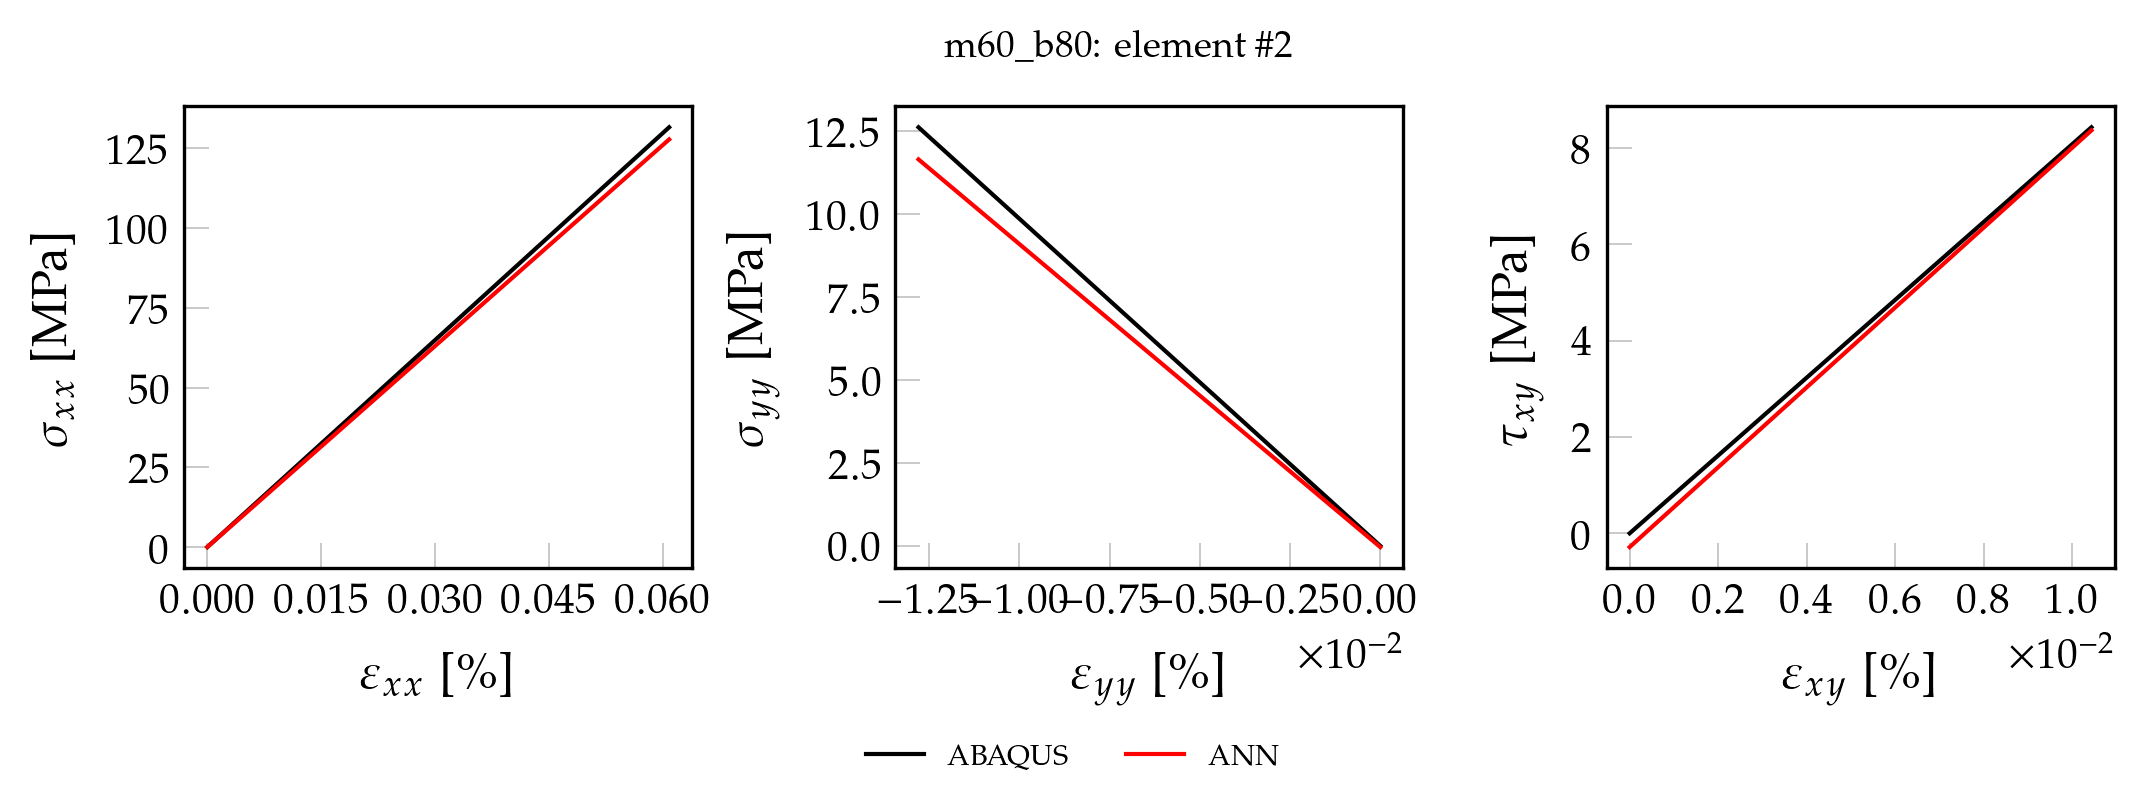 m60_b80: element #2
125
100
75
50
25
0
σxx [MPa]
0.000 0.015 0.030 0.045 0.060
εxx [%]
12.5
10.0
7.5
5.0
2.5
0.0
σyy [MPa]
−1.25 −1.00 −0.75 −0.50 −0.25 0.00
×10−2
εyy [%]
8
6
4
2
0
τxy [MPa]
0.0 0.2 0.4 0.6 0.8 1.0
×10−2
εxy [%]
ABAQUS ANN